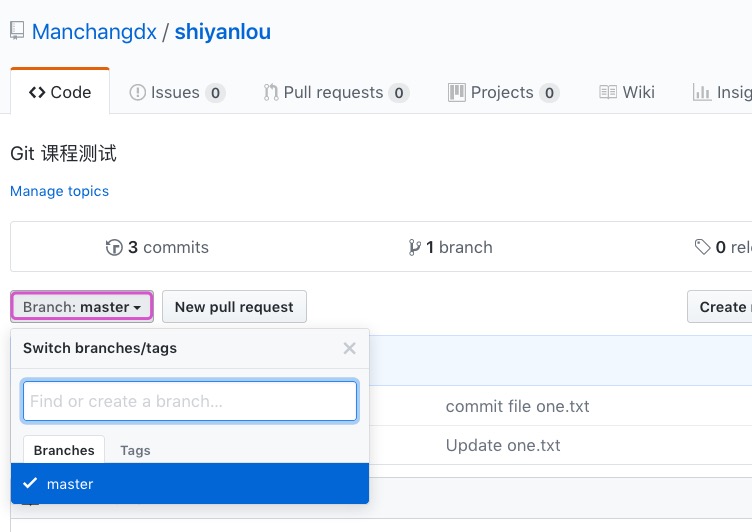 Manchangdx / shiyanlou
Code Issues 0 Pull requests 0 Projects 0 Wiki
Git 课程测试
Manage topics
3 commits 1 branch 0
Branch: master New pull request Create
Switch branches/tags
Find or create a branch...
commit file one.txt
Branches Tags
Update one.txt
master